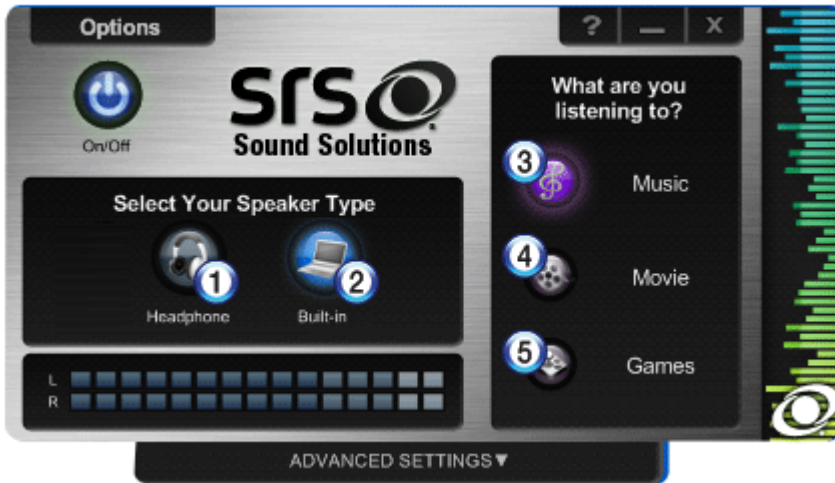 Options
? _ X
On/Off
SrS
Sound Solutions
Select Your Speaker Type
1
Headphone
2
Built-in
L
R
What are you
listening to?
3
Music
4
Movie
5
Games
ADVANCED SETTINGS▼